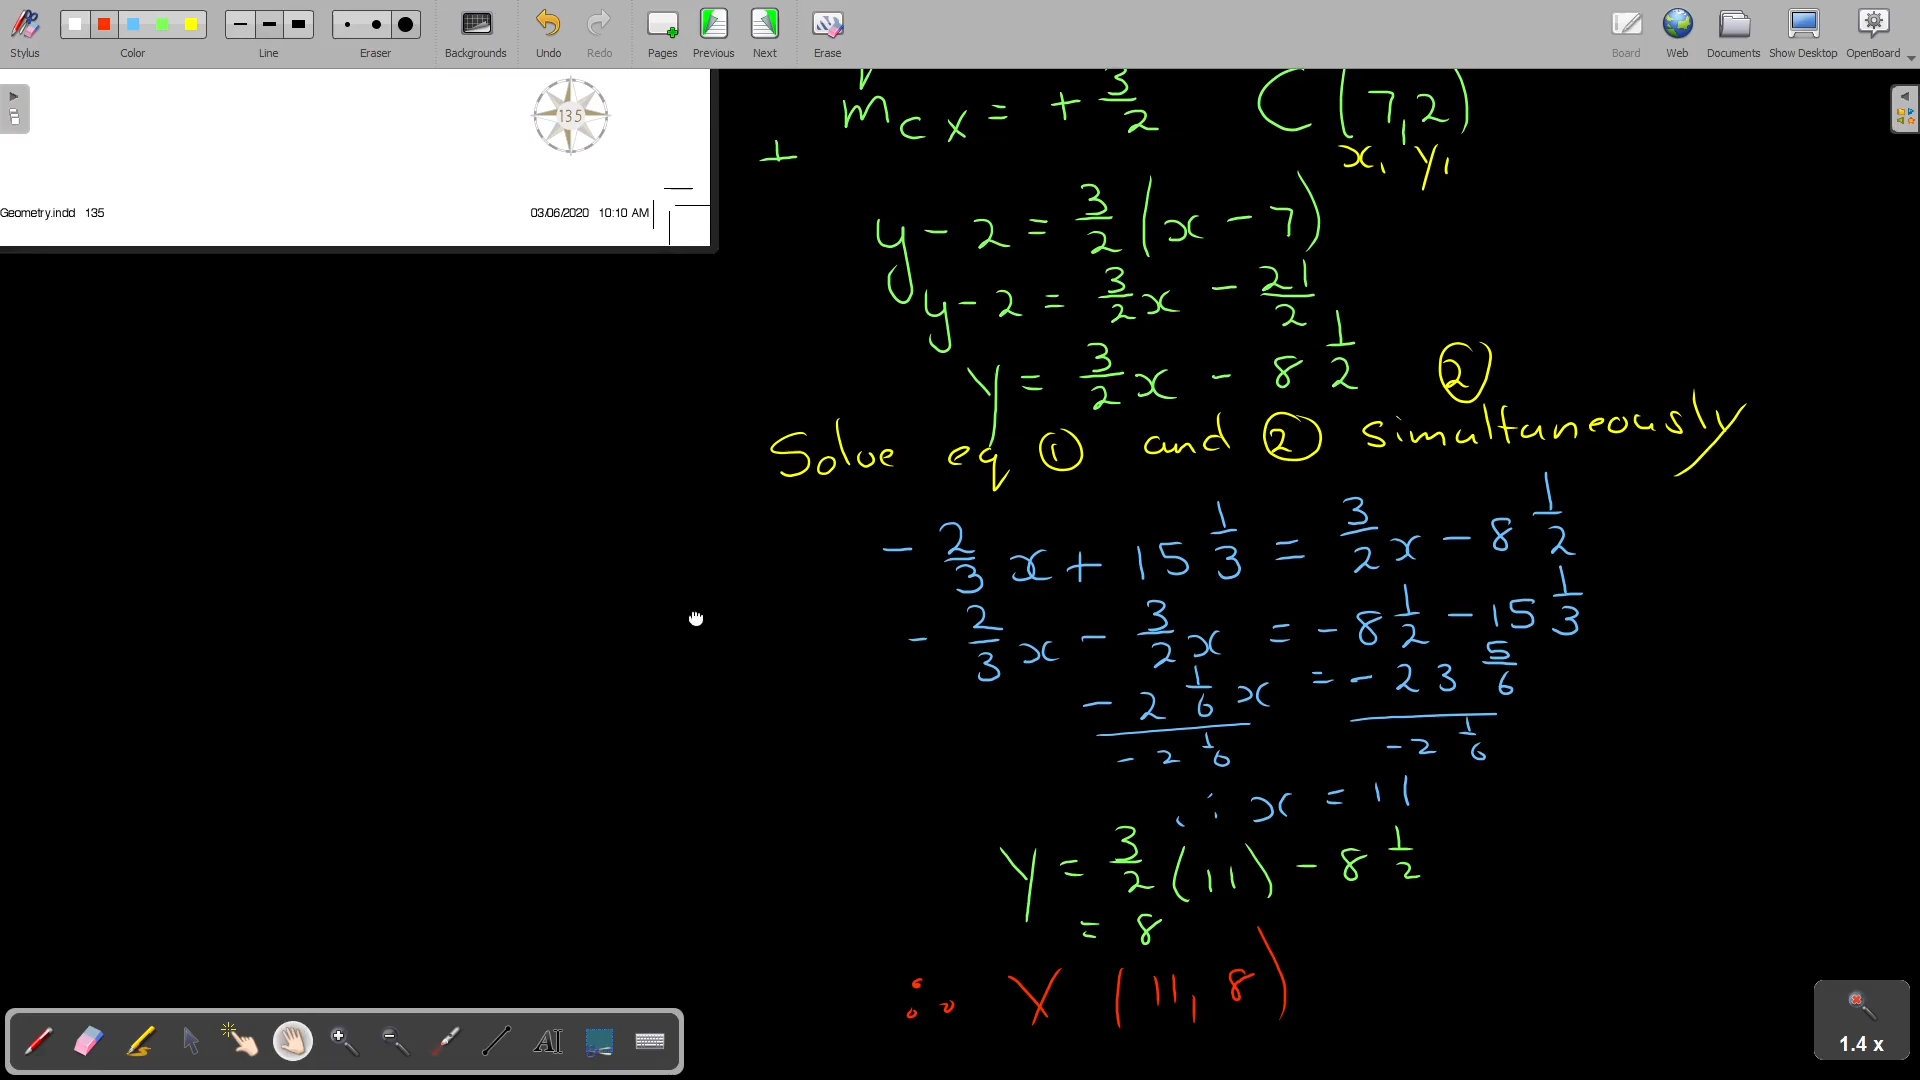 Stylus Color Line Eraser Backgrounds Undo Redo Pages Previous Next Erase Board Web Documents Show Desktop OpenBoard
135
Geometry.indd 135 03/06/2020 10:10 AM
m_CX = + 3/2 C (7,2)
⊥ x₁ y₁
y - 2 = 3/2 (x - 7)
y - 2 = 3/2 x - 21/2
y = 3/2 x - 8 1/2 ②
Solve eq ① and ② simultaneously
- 2/3 x + 15 1/3 = 3/2 x - 8 1/2
- 2/3 x - 3/2 x = - 8 1/2 - 15 1/3
- 2 1/6 x = - 23 5/6
- 2 1/6 - 2 1/6
∴ x = 11
y = 3/2 (11) - 8 1/2
= 8
∴ X (11, 8)
AI
1.4 x